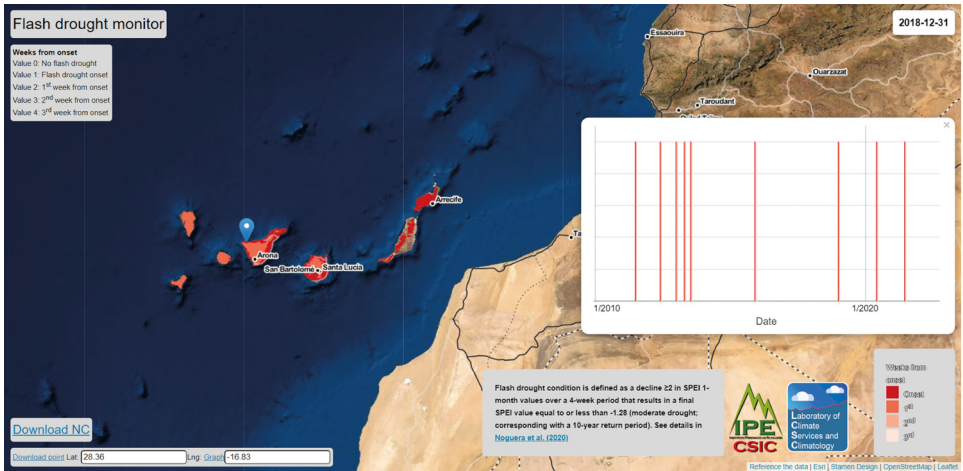 Flash drought monitor
2018-12-31
Weeks from onset
Value 0: No flash drought
Value 1: Flash drought onset
Value 2: 1st week from onset
Value 3: 2nd week from onset
Value 4: 3rd week from onset
Essaouira
Ouarzazat
Taroudant
×
Arrecife
Arona
San Bartolomé
Santa Lucia
Ta
1/2010
1/2020
Date
Flash drought condition is defined as a decline ≥2 in SPEI 1-
month values over a 4-week period that results in a final
SPEI value equal to or less than -1.28 (moderate drought;
corresponding with a 10-year return period). See details in
Noguera et al. (2020)
IPE
CSIC
Laboratory of
Climate
Services and
Climatology
Weeks from
onset
Onset
1st
2nd
3rd
Download NC
Download point Lat: 28.36 Lng: Graph -16.83
Reference the data | Esri | Stamen Design | OpenStreetMap | Leaflet